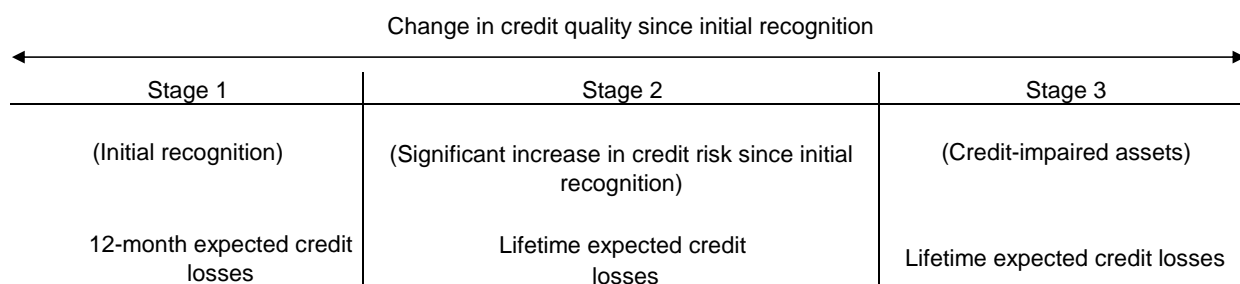 Change in credit quality since initial recognition
Stage 1
Stage 2
Stage 3
(Initial recognition)
(Significant increase in credit risk since initial
recognition)
(Credit-impaired assets)
12-month expected credit
losses
Lifetime expected credit
losses
Lifetime expected credit losses